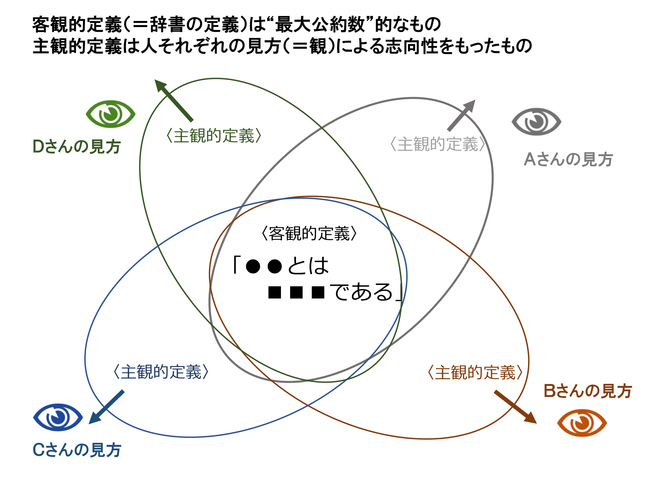 客観的定義（＝辞書の定義）は“最大公約数”的なもの
主観的定義は人それぞれの見方（＝観）による志向性をもったもの
〈主観的定義〉
Dさんの見方
〈主観的定義〉
Aさんの見方
〈客観的定義〉
「●●とは
■■■である」
〈主観的定義〉
Cさんの見方
〈主観的定義〉
Bさんの見方